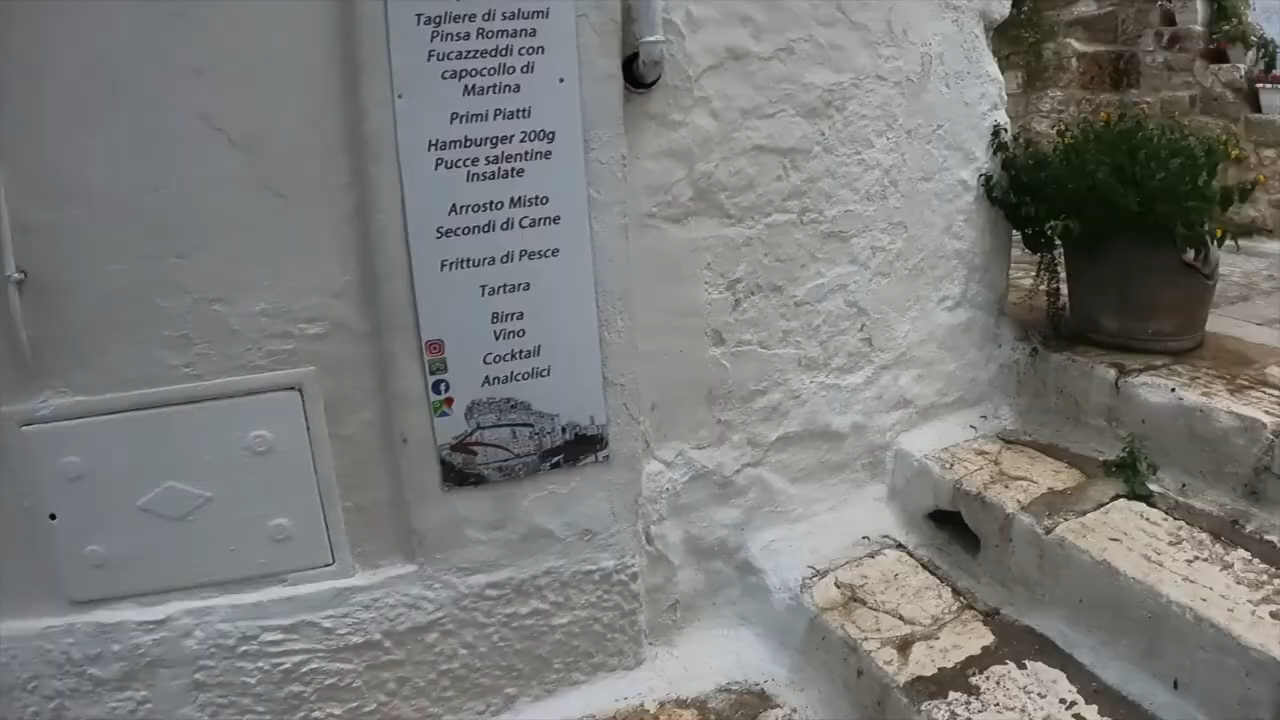 Tagliere di salumi
Pinsa Romana
Fucazzeddi con
capocollo di
Martina
Primi Piatti
Hamburger 200g
Pucce salentine
Insalate
Arrosto Misto
Secondi di Carne
Frittura di Pesce
Tartara
Birra
Vino
Cocktail
Analcolici